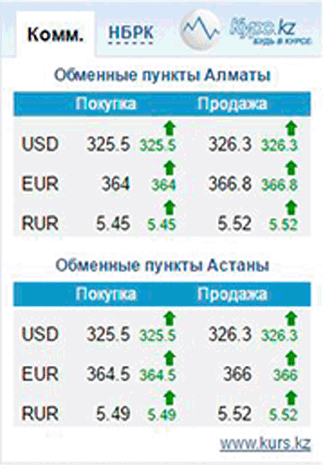 Комм. НБРК Курс.kz
БУДЬ В КУРСЕ
Обменные пункты Алматы
Покупка Продажа
USD 325.5 325.5 326.3 326.3
EUR 364 364 366.8 366.8
RUR 5.45 5.45 5.52 5.52
Обменные пункты Астаны
Покупка Продажа
USD 325.5 325.5 326.3 326.3
EUR 364.5 364.5 366 366
RUR 5.49 5.49 5.52 5.52
www.kurs.kz